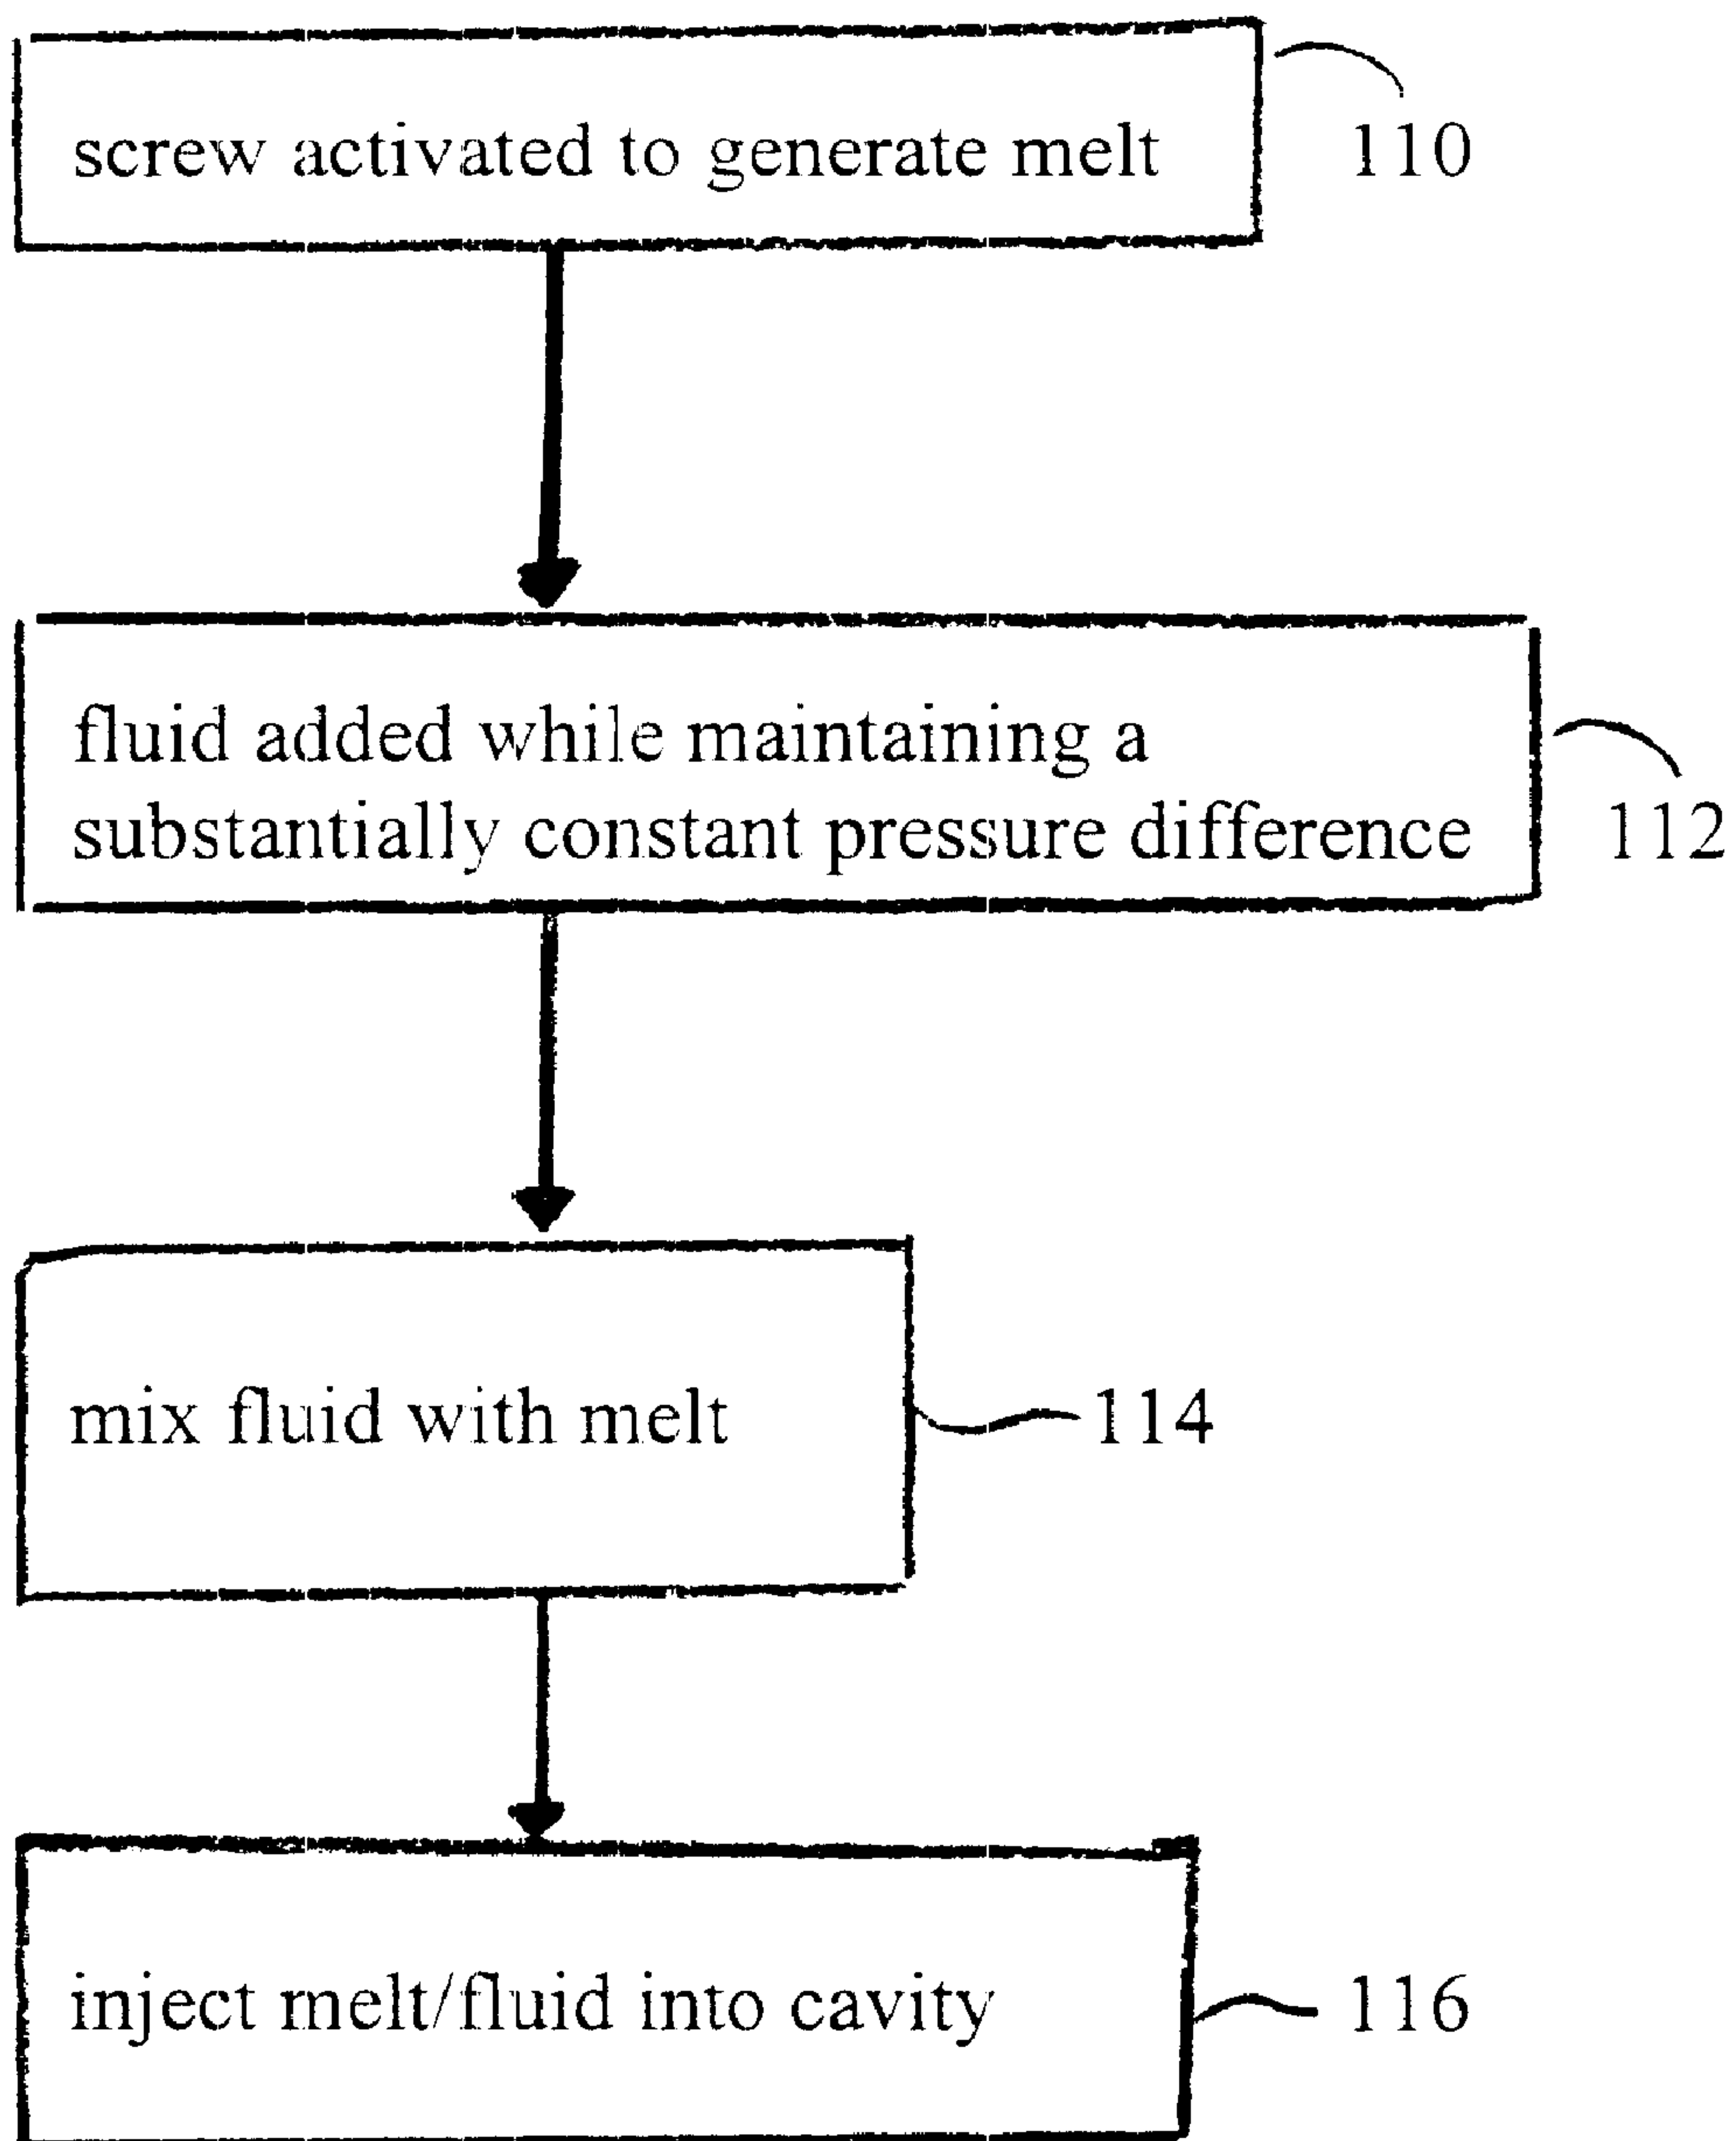 screw activated to generate melt
110
fluid added while maintaining a
substantially constant pressure difference
112
mix fluid with melt
114
inject melt/fluid into cavity
116